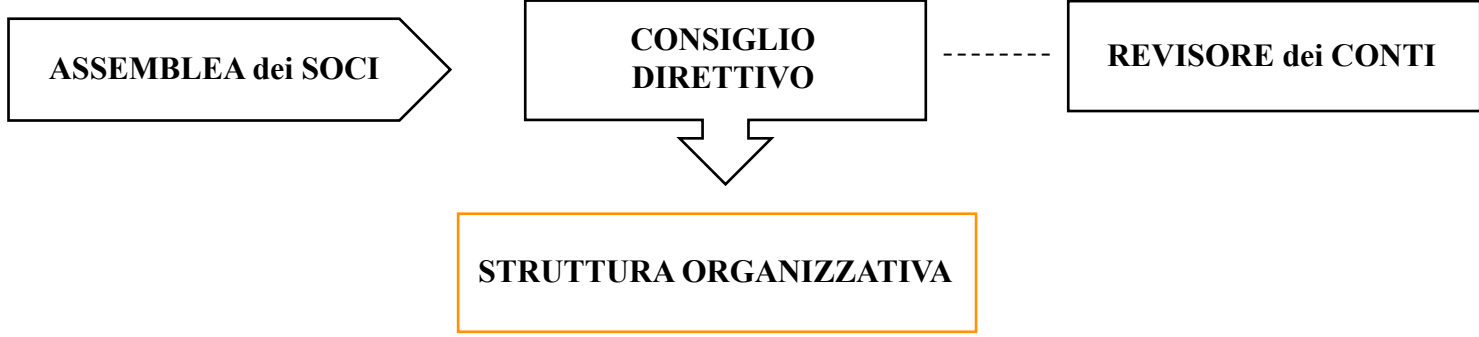 ASSEMBLEA dei SOCI
CONSIGLIO
DIRETTIVO
REVISORE dei CONTI
STRUTTURA ORGANIZZATIVA